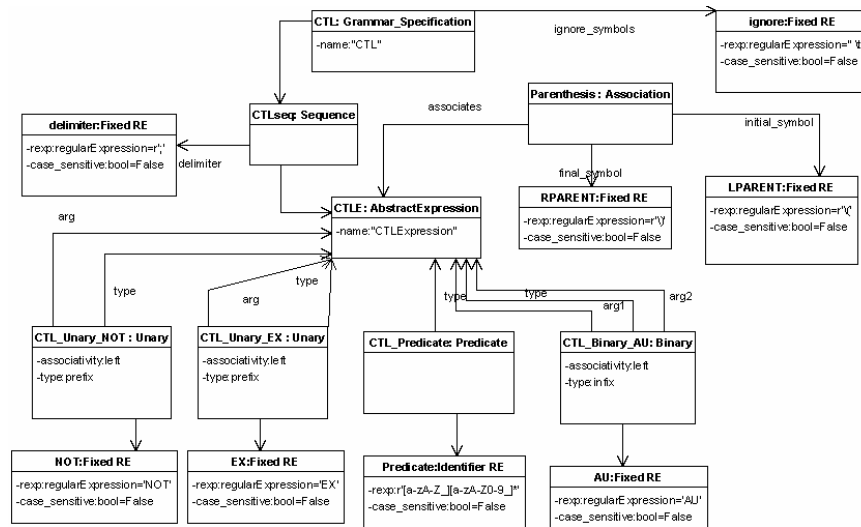 CTL: Grammar_Specification
-name:"CTL"
ignore_symbols
ignore:Fixed RE
-rexp:regularExpression=" \t
-case_sensitive:bool=False
CTLseq: Sequence
associates
Parenthesis : Association
initial_symbol
delimiter:Fixed RE
-rexp:regularExpression=r';'
-case_sensitive:bool=False
delimiter
final_symbol
CTLE: AbstractExpression
-name:"CTLExpression"
RPARENT:Fixed RE
-rexp:regularExpression=r'\)'
-case_sensitive:bool=False
LPARENT:Fixed RE
-rexp:regularExpression=r'\('
-case_sensitive:bool=False
arg
type
arg
type
type
type
arg1
arg2
CTL_Unary_NOT : Unary
-associativity:left
-type:prefix
CTL_Unary_EX : Unary
-associativity:left
-type:prefix
CTL_Predicate: Predicate
CTL_Binary_AU: Binary
-associativity:left
-type:infix
NOT:Fixed RE
-rexp:regularExpression='NOT'
-case_sensitive:bool=False
EX:Fixed RE
-rexp:regularExpression='EX'
-case_sensitive:bool=False
Predicate:Identifier RE
-rexp:r'[a-zA-Z_][a-zA-Z0-9_]*'
-case_sensitive:bool=False
AU:Fixed RE
-rexp:regularExpression='AU'
-case_sensitive:bool=False